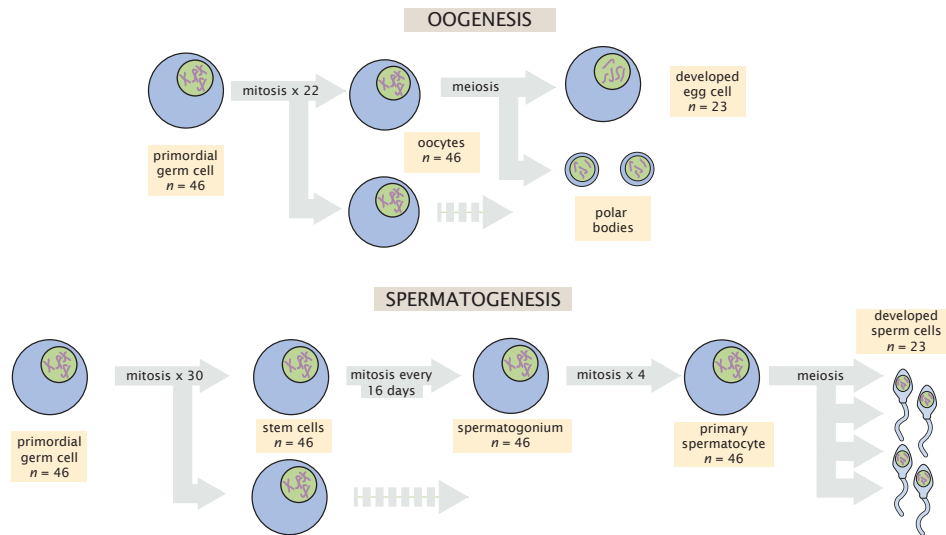 OOGENESIS
mitosis x 22
meiosis
developed
egg cell
n = 23
primordial
germ cell
n = 46
oocytes
n = 46
polar
bodies
SPERMATOGENESIS
developed
sperm cells
n = 23
mitosis x 30
mitosis every
16 days
mitosis x 4
meiosis
primordial
germ cell
n = 46
stem cells
n = 46
spermatogonium
n = 46
primary
spermatocyte
n = 46